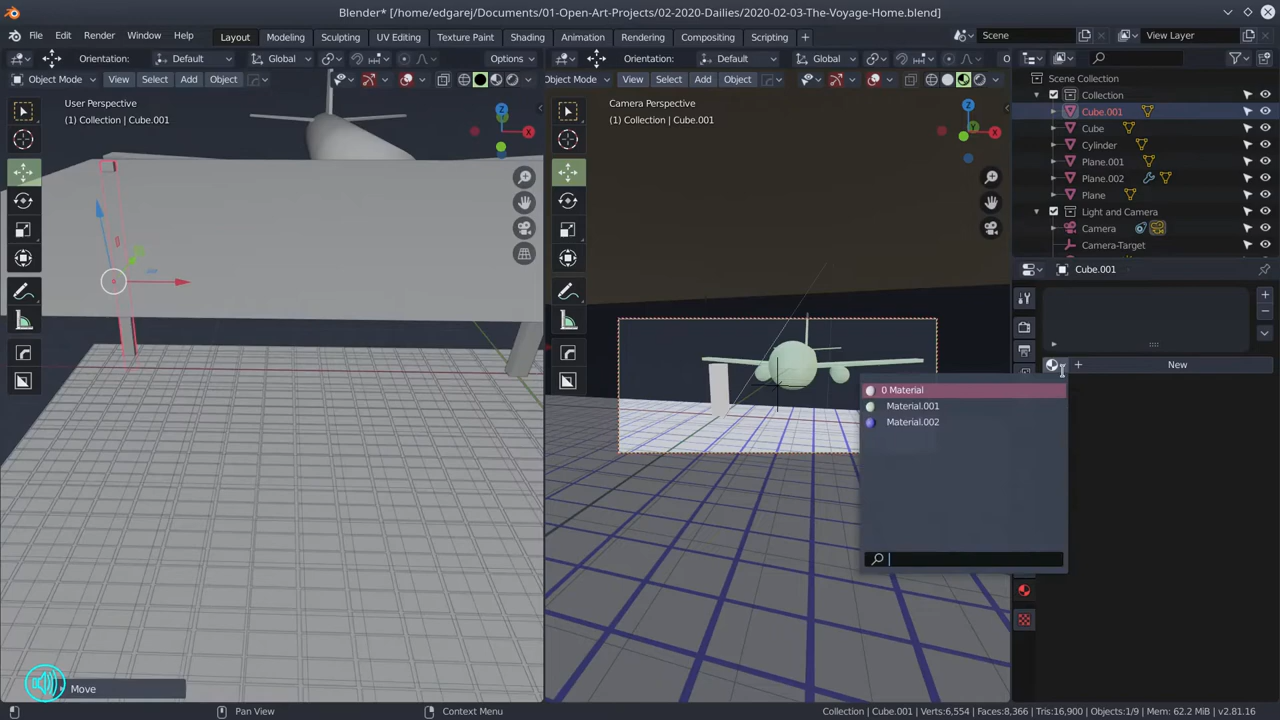 Blender* [/home/edgarej/Documents/01-Open-Art-Projects/02-2020-Dailies/2020-02-03-The-Voyage-Home.blend]
File Edit Render Window Help Layout Modeling Sculpting UV Editing Texture Paint Shading Animation Rendering Compositing Scripting + Scene View Layer
Orientation: Default Global Options Orientation: Default Global O
Object Mode View Select Add Object Object Mode View Select Add Object
User Perspective
(1) Collection | Cube.001
Camera Perspective
(1) Collection | Cube.001
Z
X
Z
X
Scene Collection
Collection
Cube.001
Cube
Cylinder
Plane.001
Plane.002
Plane
Light and Camera
Camera
Camera-Target
Cube.001
New
0 Material
Material.001
Material.002
Move
Pan View Context Menu Collection | Cube.001 | Verts:6,554 | Faces:8,366 | Tris:16,900 | Objects:1/9 | Mem: 62.2 MiB | v2.81.16